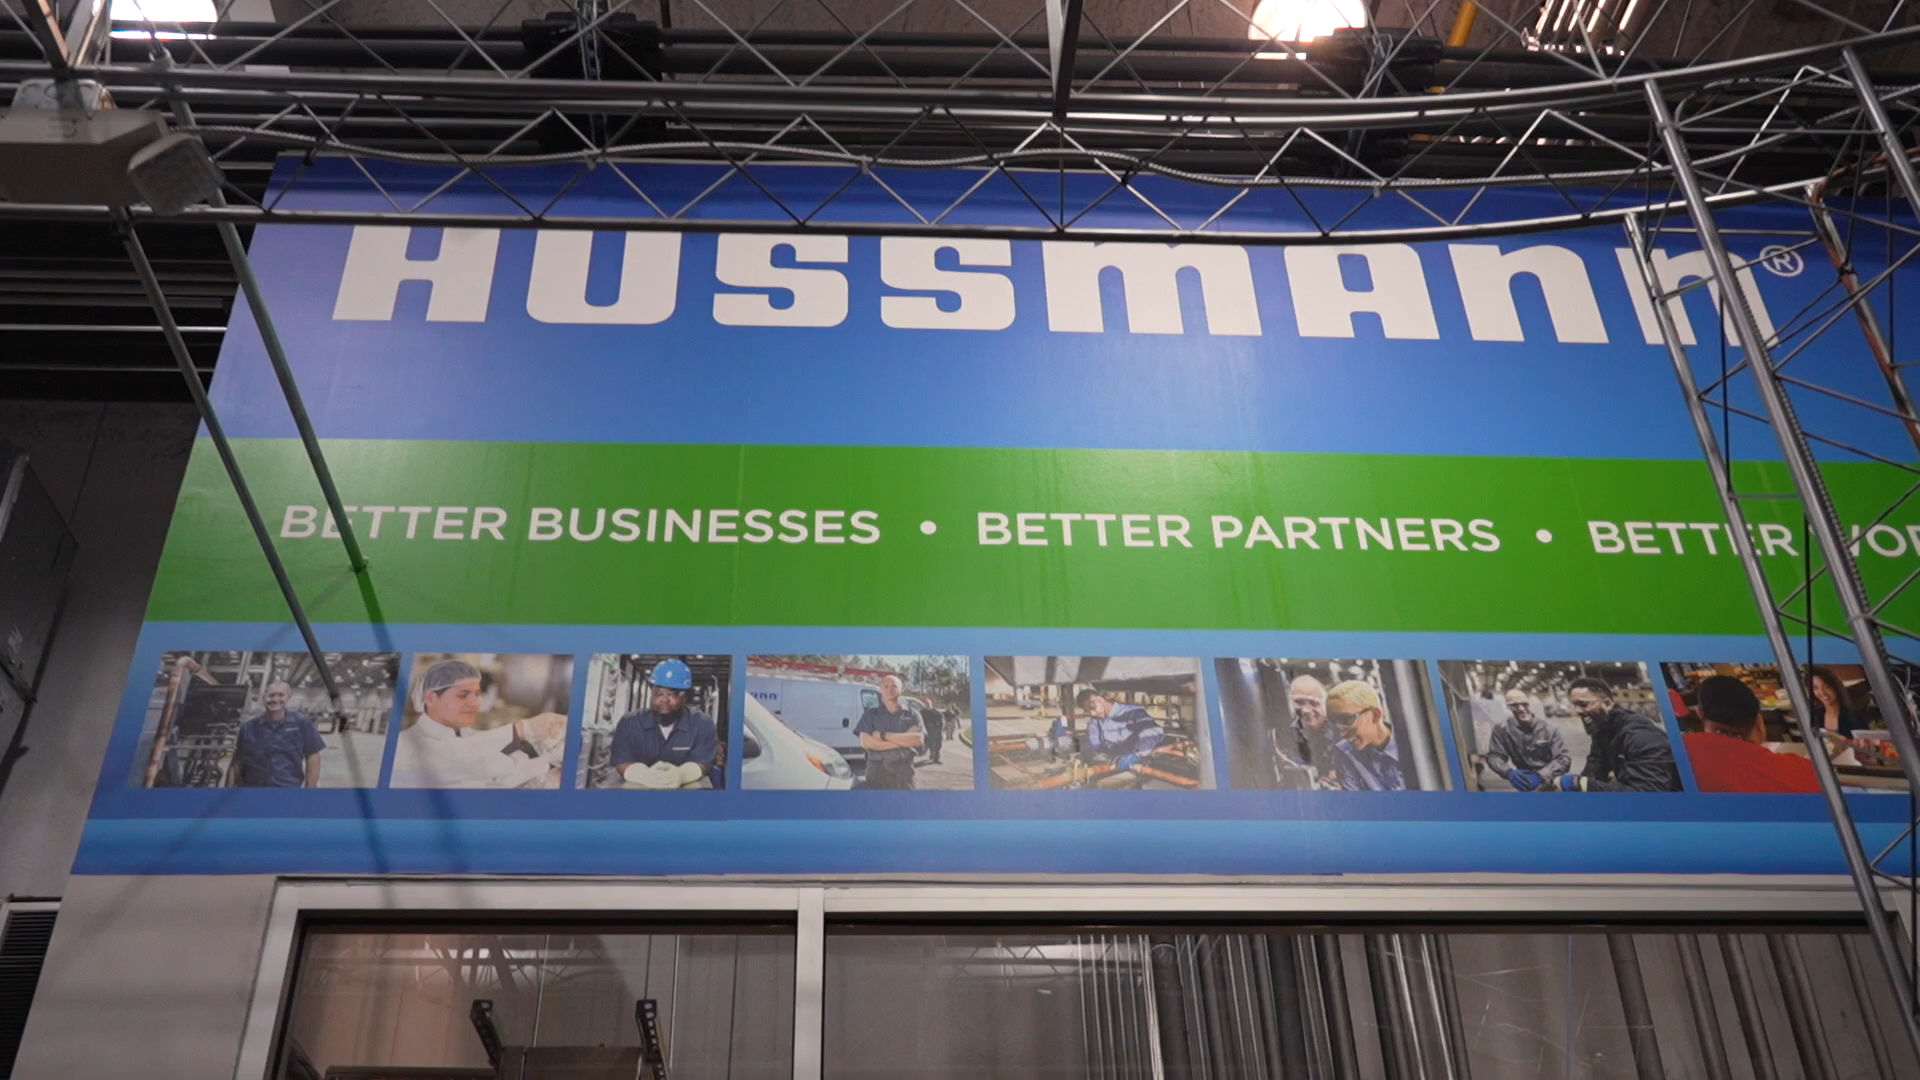 HUSSMANN®
BETTER BUSINESSES • BETTER PARTNERS • BETTER